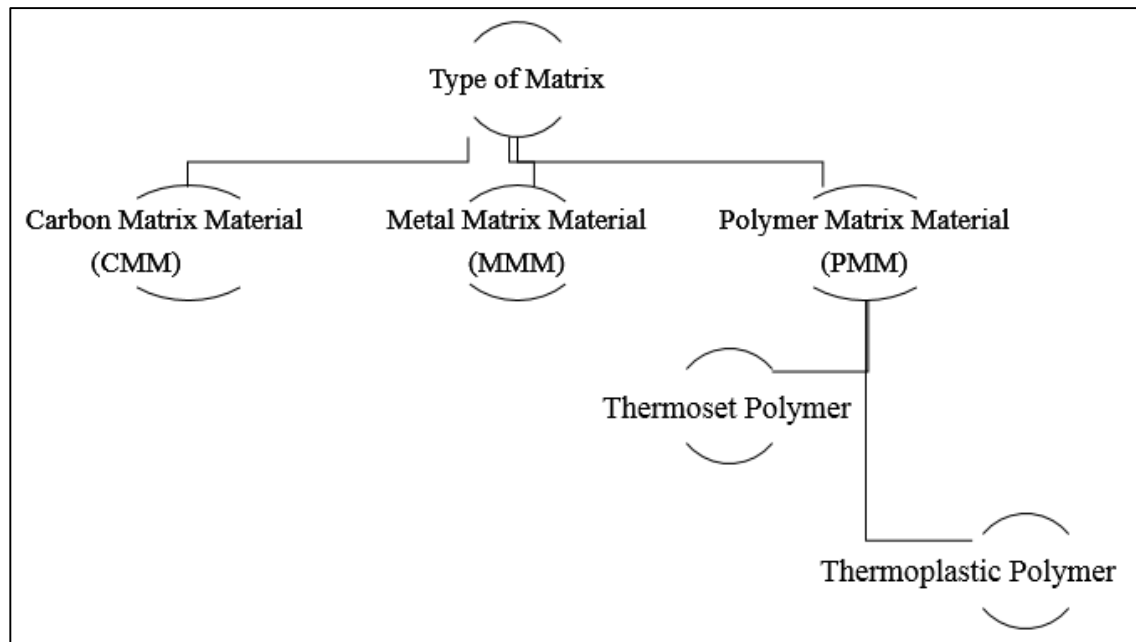 Type of Matrix
Carbon Matrix Material
(CMM)
Metal Matrix Material
(MMM)
Polymer Matrix Material
(PMM)
Thermoset Polymer
Thermoplastic Polymer